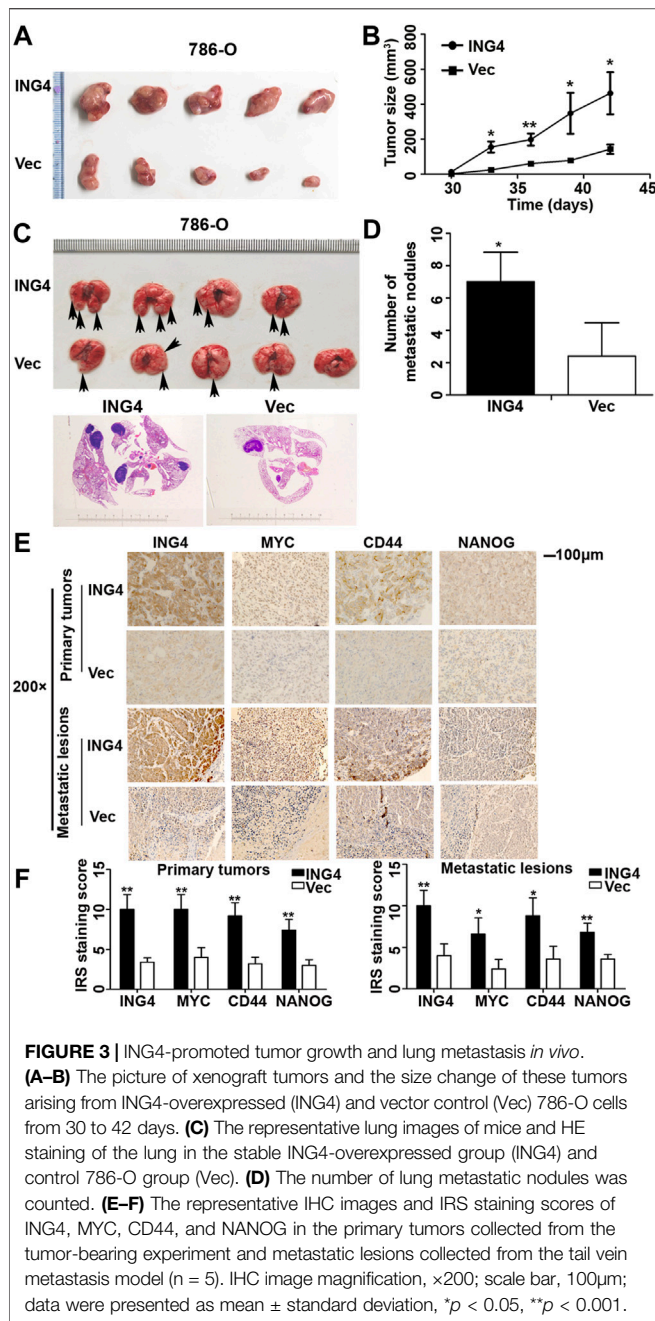 A
786-O
ING4
Vec
B
Tumor size (mm³)
800
600
400
200
0
ING4
Vec
*
**
*
*
30
35
40
45
Time (days)
C
786-O
ING4
Vec
ING4
Vec
D
Number of
metastatic nodules
10
8
6
4
2
0
*
ING4
Vec
E
ING4
MYC
CD44
NANOG
100μm
200×
Primary tumors
ING4
Vec
Metastatic lesions
ING4
Vec
F
Primary tumors
ING4
Vec
IRS staining score
15
10
5
0
**
**
**
**
ING4
MYC
CD44
NANOG
Metastatic lesions
ING4
Vec
IRS staining score
15
10
5
0
**
*
*
**
ING4
MYC
CD44
NANOG
FIGURE 3 | ING4-promoted tumor growth and lung metastasis in vivo.
(A–B) The picture of xenograft tumors and the size change of these tumors
arising from ING4-overexpressed (ING4) and vector control (Vec) 786-O cells
from 30 to 42 days. (C) The representative lung images of mice and HE
staining of the lung in the stable ING4-overexpressed group (ING4) and
control 786-O group (Vec). (D) The number of lung metastatic nodules was
counted. (E–F) The representative IHC images and IRS staining scores of
ING4, MYC, CD44, and NANOG in the primary tumors collected from the
tumor-bearing experiment and metastatic lesions collected from the tail vein
metastasis model (n = 5). IHC image magnification, ×200; scale bar, 100μm;
data were presented as mean ± standard deviation, *p < 0.05, **p < 0.001.